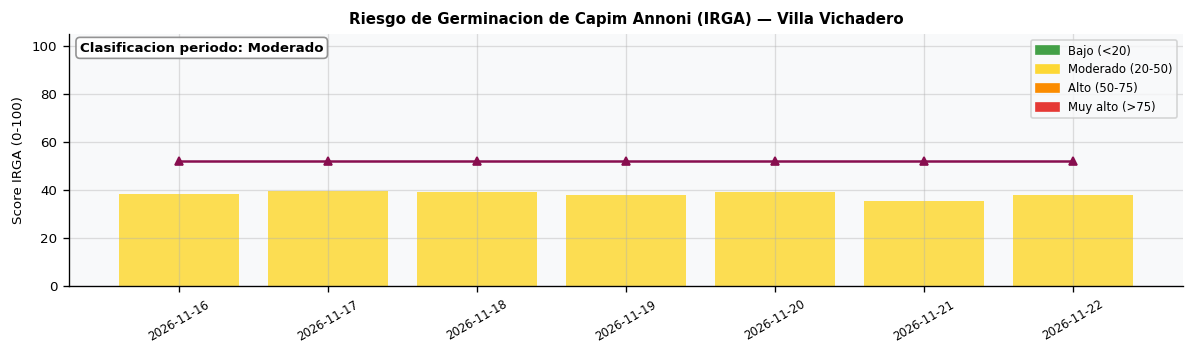 Riesgo de Germinacion de Capim Annoni (IRGA) — Villa Vichadero
Clasificacion periodo: Moderado
Bajo (<20)
Moderado (20-50)
Alto (50-75)
Muy alto (>75)
Score IRGA (0-100)
100
80
60
40
20
0
2026-11-16
2026-11-17
2026-11-18
2026-11-19
2026-11-20
2026-11-21
2026-11-22